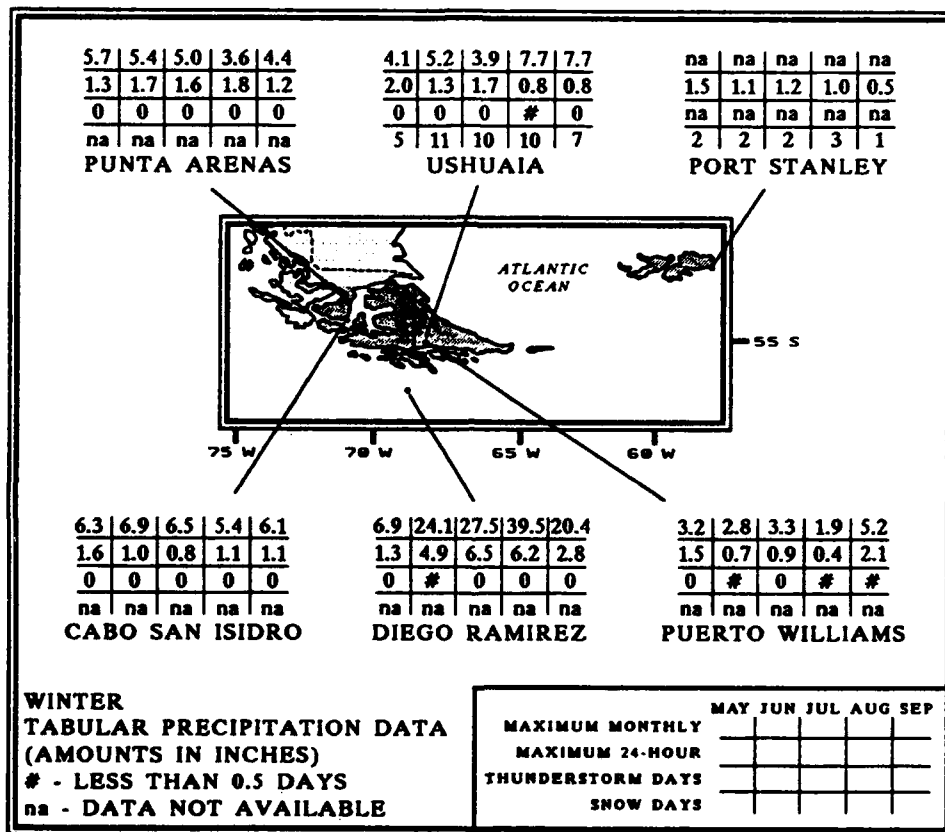 5.7 5.4 5.0 3.6 4.4
1.3 1.7 1.6 1.8 1.2
0 0 0 0 0
na na na na na
PUNTA ARENAS
4.1 5.2 3.9 7.7 7.7
2.0 1.3 1.7 0.8 0.8
0 0 0 # 0
5 11 10 10 7
USHUAIA
na na na na na
1.5 1.1 1.2 1.0 0.5
na na na na na
2 2 2 3 1
PORT STANLEY
ATLANTIC
OCEAN
55 S
75 W 70 W 65 W 60 W
6.3 6.9 6.5 5.4 6.1
1.6 1.0 0.8 1.1 1.1
0 0 0 0 0
na na na na na
CABO SAN ISIDRO
6.9 24.1 27.5 39.5 20.4
1.3 4.9 6.5 6.2 2.8
0 # 0 0 0
na na na na na
DIEGO RAMIREZ
3.2 2.8 3.3 1.9 5.2
1.5 0.7 0.9 0.4 2.1
0 # 0 # #
na na na na na
PUERTO WILLIAMS
WINTER
TABULAR PRECIPITATION DATA
(AMOUNTS IN INCHES)
# - LESS THAN 0.5 DAYS
na - DATA NOT AVAILABLE
MAY JUN JUL AUG SEP
MAXIMUM MONTHLY
MAXIMUM 24-HOUR
THUNDERSTORM DAYS
SNOW DAYS